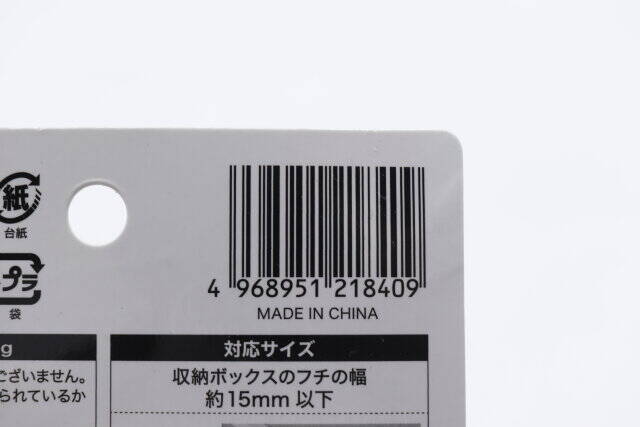 紙
台紙
プラ
袋
4 968951 218409
MADE IN CHINA
g
対応サイズ
ございません。
られているか
収納ボックスのフチの幅
約15mm 以下